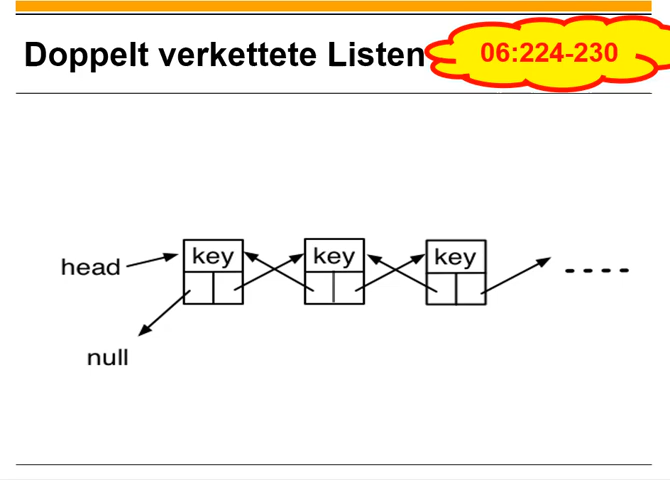 Doppelt verkettete Listen
06:224-230
key key key
head
null